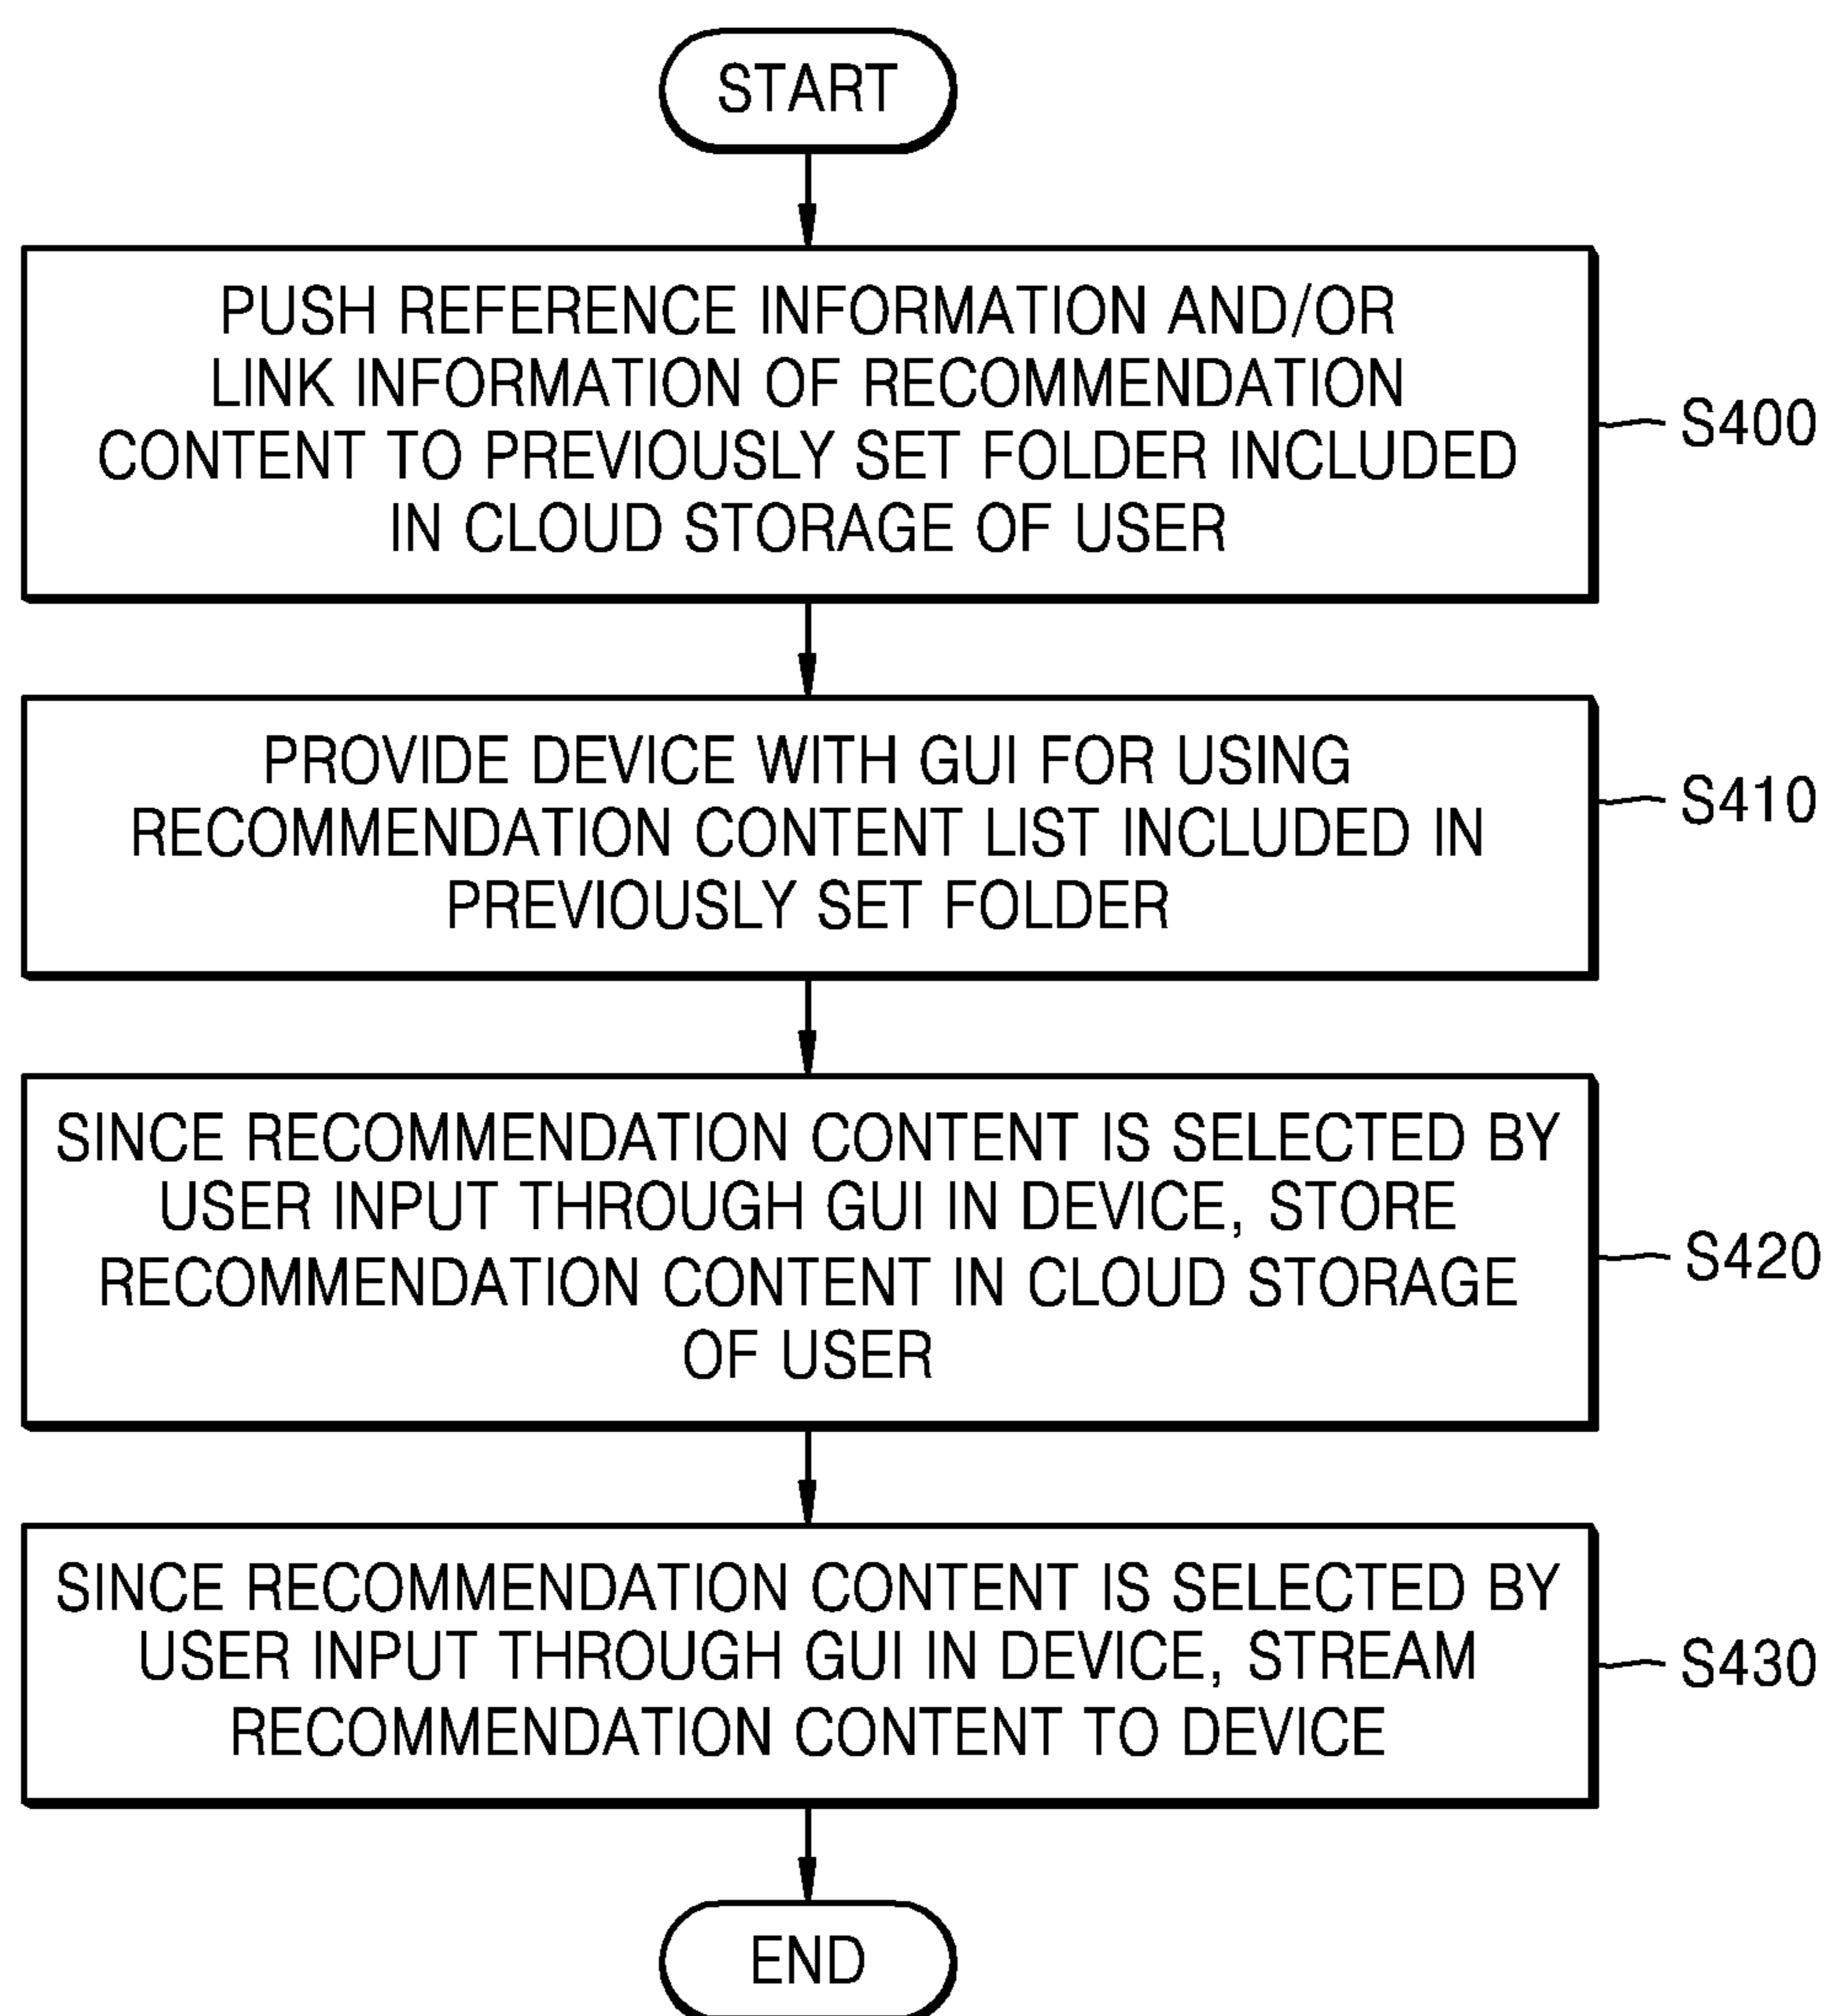 START
PUSH REFERENCE INFORMATION AND/OR
LINK INFORMATION OF RECOMMENDATION
CONTENT TO PREVIOUSLY SET FOLDER INCLUDED
IN CLOUD STORAGE OF USER
S400
PROVIDE DEVICE WITH GUI FOR USING
RECOMMENDATION CONTENT LIST INCLUDED IN
PREVIOUSLY SET FOLDER
S410
SINCE RECOMMENDATION CONTENT IS SELECTED BY
USER INPUT THROUGH GUI IN DEVICE, STORE
RECOMMENDATION CONTENT IN CLOUD STORAGE
OF USER
S420
SINCE RECOMMENDATION CONTENT IS SELECTED BY
USER INPUT THROUGH GUI IN DEVICE, STREAM
RECOMMENDATION CONTENT TO DEVICE
S430
END